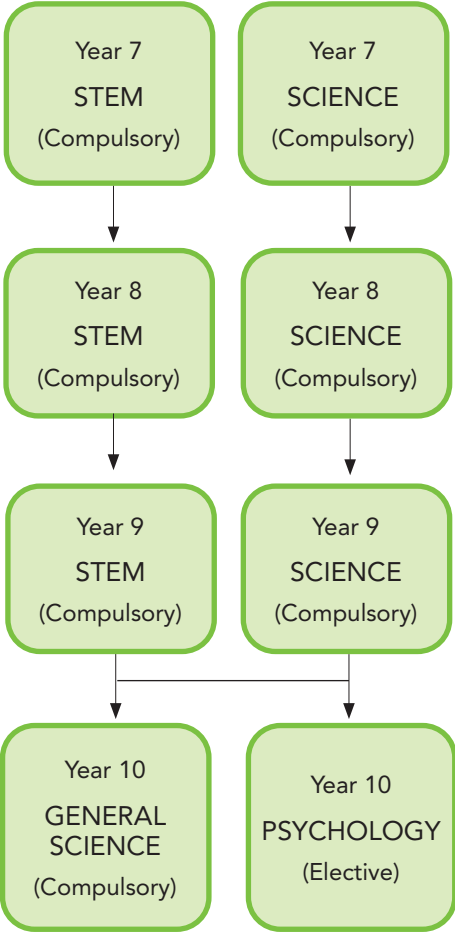 Year 7
STEM
(Compulsory)
Year 7
SCIENCE
(Compulsory)
Year 8
STEM
(Compulsory)
Year 8
SCIENCE
(Compulsory)
Year 9
STEM
(Compulsory)
Year 9
SCIENCE
(Compulsory)
Year 10
GENERAL
SCIENCE
(Compulsory)
Year 10
PSYCHOLOGY
(Elective)